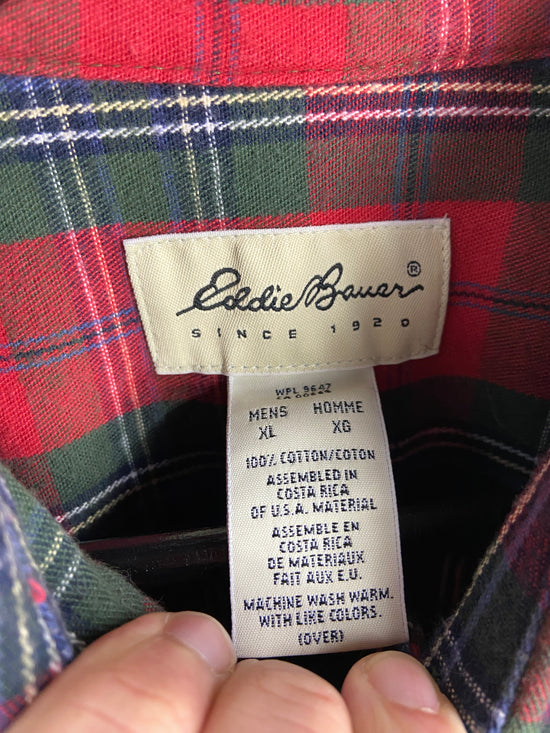 Eddie Bauer®
SINCE 1920
WPL 9647
MENS HOMME
XL XG
100% COTTON/COTON
ASSEMBLED IN
COSTA RICA
OF U.S.A. MATERIAL
ASSEMBLE EN
COSTA RICA
DE MATERIAUX
FAIT AUX E.U.
MACHINE WASH WARM.
WITH LIKE COLORS.
(OVER)